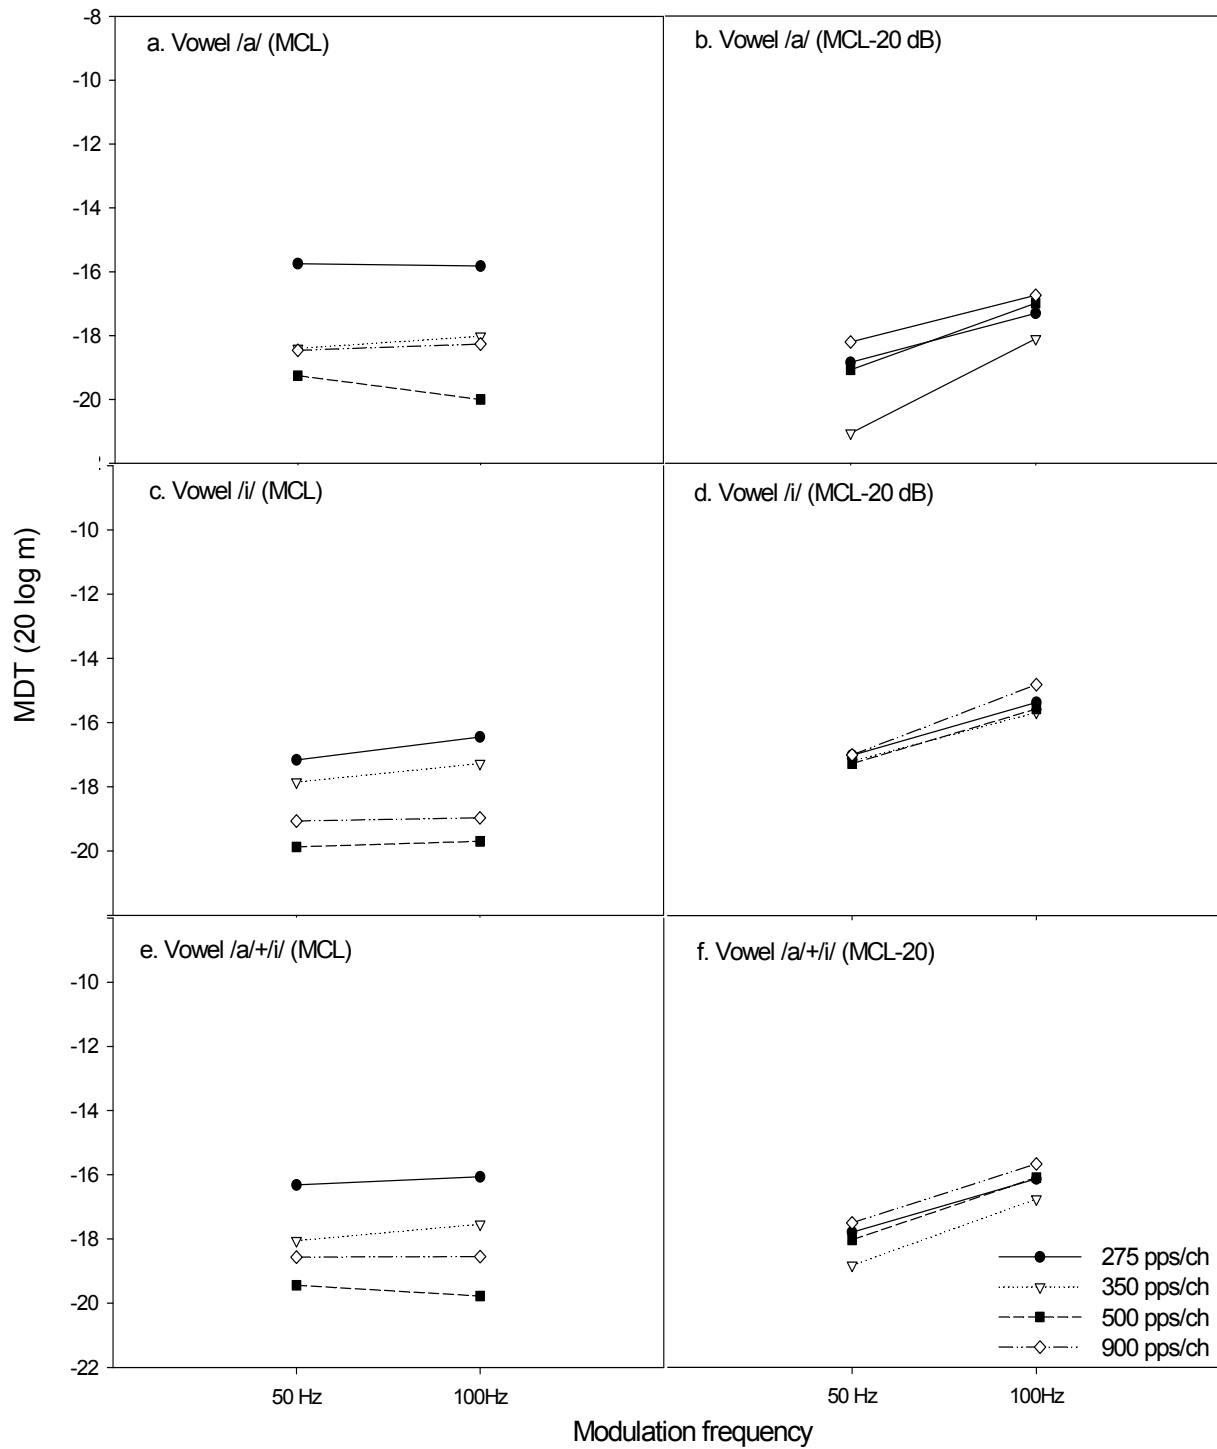 -8
-10
-12
-14
-16
-18
-20
a. Vowel /a/ (MCL)
b. Vowel /a/ (MCL-20 dB)
-10
-12
-14
-16
-18
-20
c. Vowel /i/ (MCL)
d. Vowel /i/ (MCL-20 dB)
MDT (20 log m)
-10
-12
-14
-16
-18
-20
-22
e. Vowel /a/+/i/ (MCL)
f. Vowel /a/+/i/ (MCL-20)
275 pps/ch
350 pps/ch
500 pps/ch
900 pps/ch
50 Hz
100Hz
50 Hz
100Hz
Modulation frequency